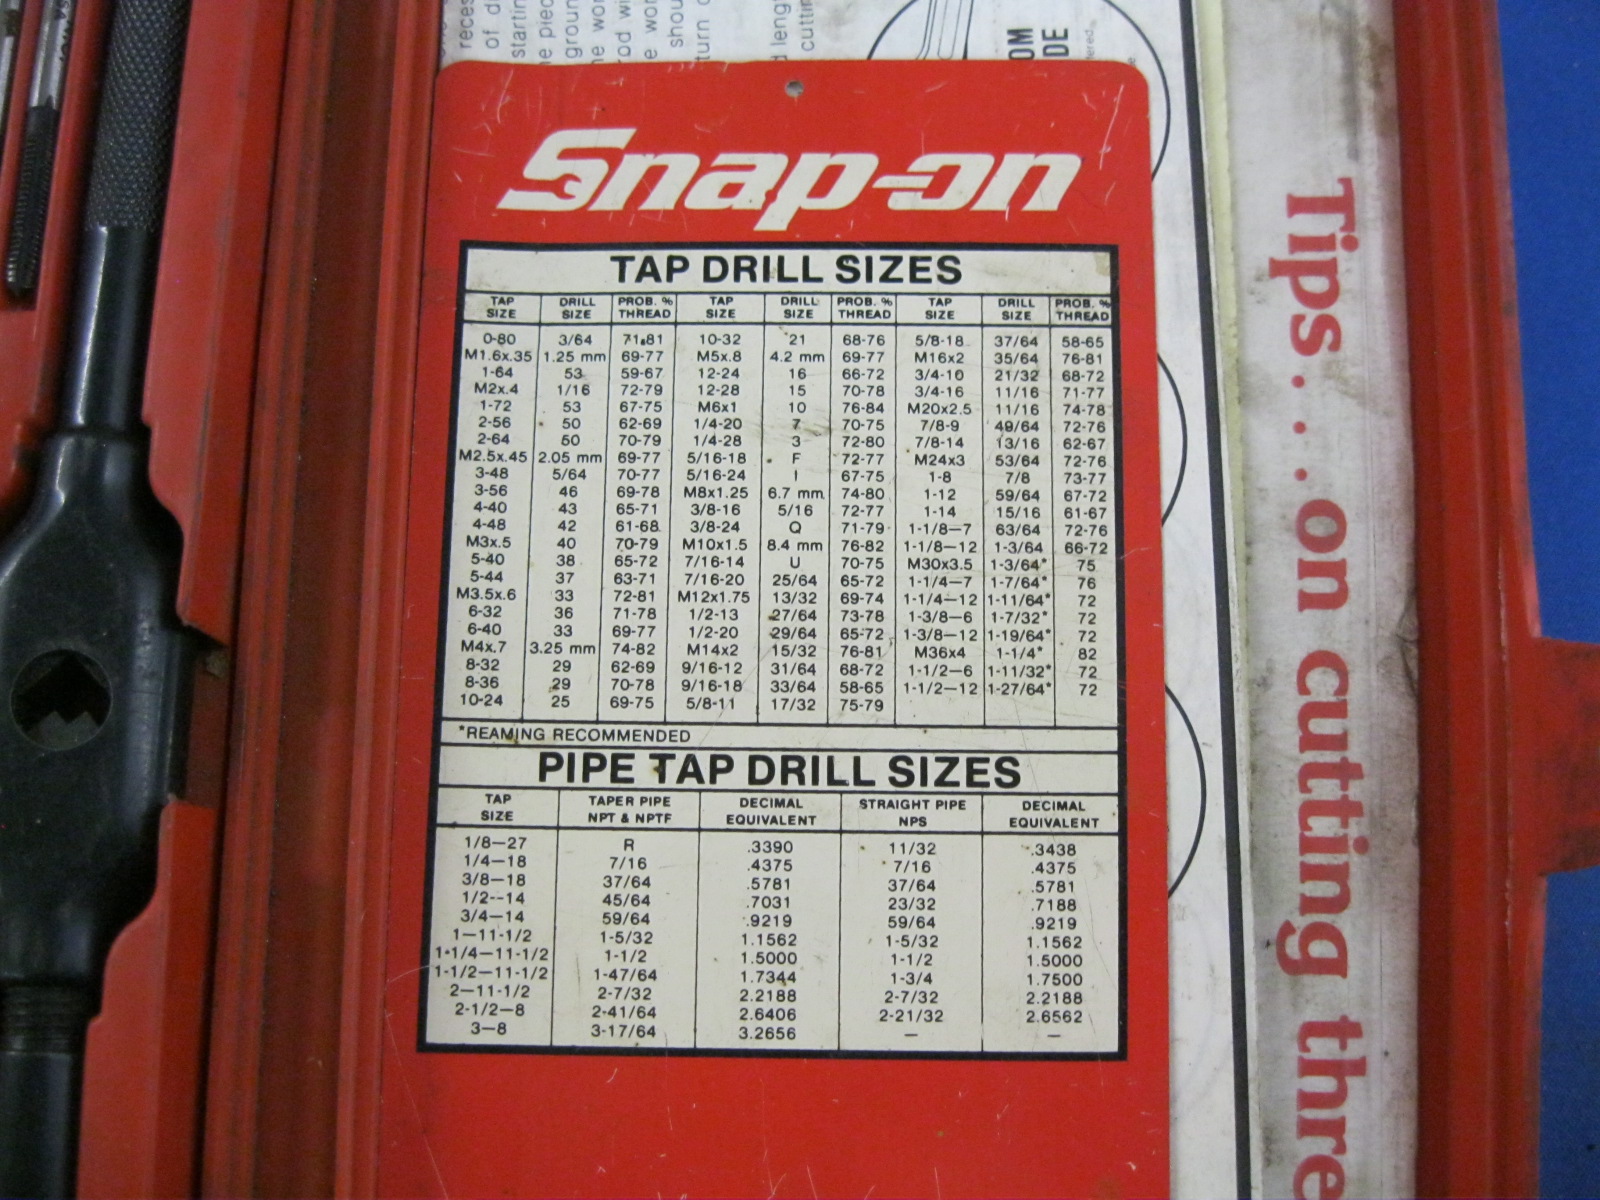 reces
of d
startin
e piec
groun
ne wor
rod wi
e wor
shou
turn o
d lengt
cuttin
OM
DE
ered.
Snap-on
TAP DRILL SIZES
TAP SIZE DRILL SIZE PROB. % THREAD TAP SIZE DRILL SIZE PROB. % THREAD TAP SIZE DRILL SIZE PROB. % THREAD
0-80 3/64 71-81 10-32 21 68-76 5/8-18 37/64 58-65
M1.6x.35 1.25 mm 69-77 M5x.8 4.2 mm 69-77 M16x2 35/64 76-81
1-64 53 59-67 12-24 16 66-72 3/4-10 21/32 68-72
M2x.4 1/16 72-79 12-28 15 70-78 3/4-16 11/16 71-77
1-72 53 67-75 M6x1 10 76-84 M20x2.5 11/16 74-78
2-56 50 62-69 1/4-20 7 70-75 7/8-9 49/64 72-76
2-64 50 70-79 1/4-28 3 72-80 7/8-14 13/16 62-67
M2.5x.45 2.05 mm 69-77 5/16-18 F 72-77 M24x3 53/64 72-76
3-48 5/64 70-77 5/16-24 I 67-75 1-8 7/8 73-77
3-56 46 69-78 M8x1.25 6.7 mm 74-80 1-12 59/64 67-72
4-40 43 65-71 3/8-16 5/16 72-77 1-14 15/16 61-67
4-48 42 61-68 3/8-24 Q 71-79 1-1/8—7 63/64 72-76
M3x.5 40 70-79 M10x1.5 8.4 mm 76-82 1-1/8—12 1-3/64 66-72
5-40 38 65-72 7/16-14 U 70-75 M30x3.5 1-3/64* 75
5-44 37 63-71 7/16-20 25/64 65-72 1-1/4—7 1-7/64* 76
M3.5x.6 33 72-81 M12x1.75 13/32 69-74 1-1/4—12 1-11/64* 72
6-32 36 71-78 1/2-13 27/64 73-78 1-3/8—6 1-7/32* 72
6-40 33 69-77 1/2-20 29/64 65-72 1-3/8—12 1-19/64* 72
M4x.7 3.25 mm 74-82 M14x2 15/32 76-81 M36x4 1-1/4* 82
8-32 29 62-69 9/16-12 31/64 68-72 1-1/2—6 1-11/32* 72
8-36 29 70-78 9/16-18 33/64 58-65 1-1/2—12 1-27/64* 72
10-24 25 69-75 5/8-11 17/32 75-79
*REAMING RECOMMENDED
PIPE TAP DRILL SIZES
TAP SIZE TAPER PIPE NPT & NPTF DECIMAL EQUIVALENT STRAIGHT PIPE NPS DECIMAL EQUIVALENT
1/8—27 R .3390 11/32 .3438
1/4—18 7/16 .4375 7/16 .4375
3/8—18 37/64 .5781 37/64 .5781
1/2--14 45/64 .7031 23/32 .7188
3/4—14 59/64 .9219 59/64 .9219
1—11-1/2 1-5/32 1.1562 1-5/32 1.1562
1-1/4—11-1/2 1-1/2 1.5000 1-1/2 1.5000
1-1/2—11-1/2 1-47/64 1.7344 1-3/4 1.7500
2—11-1/2 2-7/32 2.2188 2-7/32 2.2188
2-1/2—8 2-41/64 2.6406 2-21/32 2.6562
3—8 3-17/64 3.2656 — —
Tips...on cutting thre